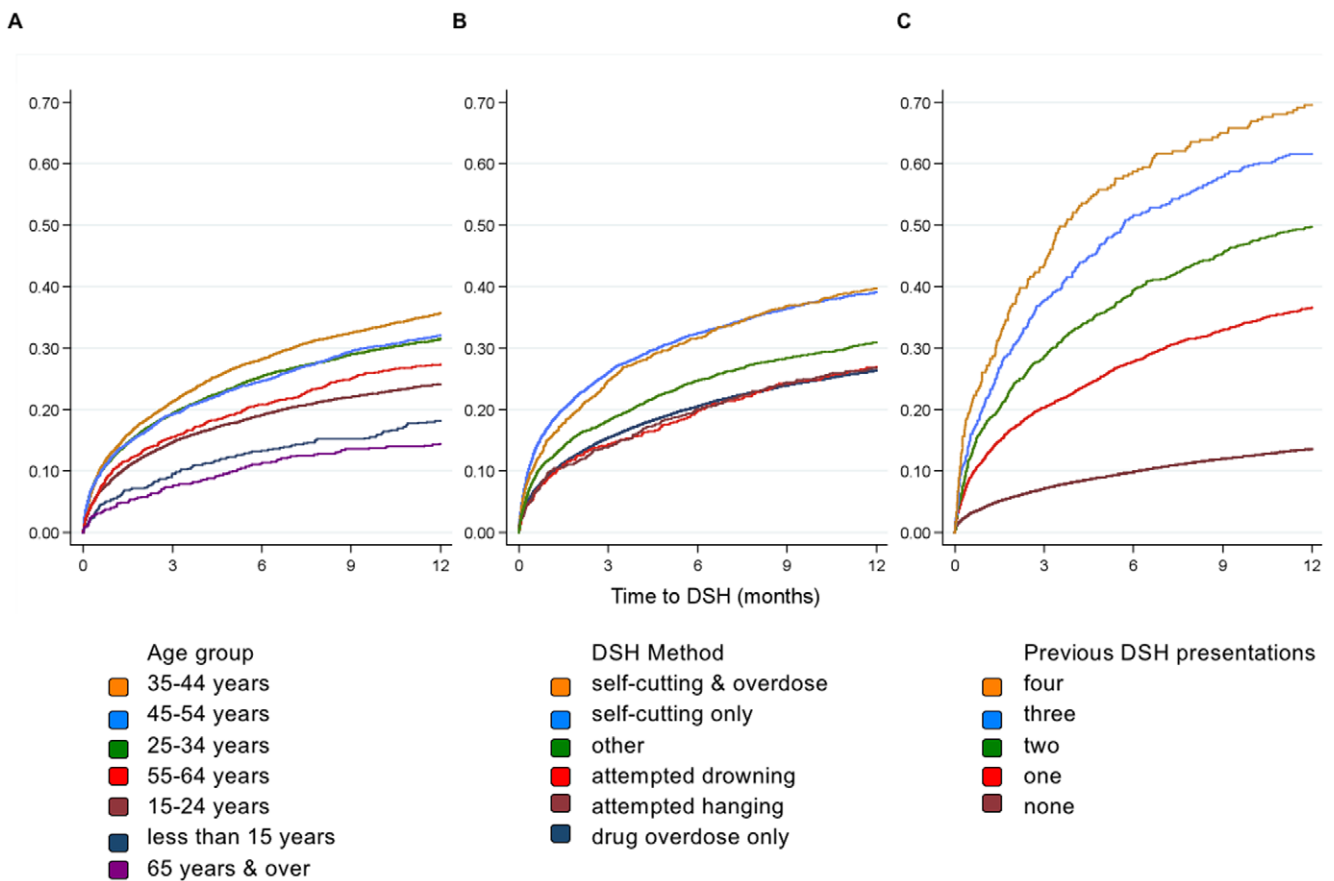 A B C
0.70 0.70 0.70
0.60 0.60 0.60
0.50 0.50 0.50
0.40 0.40 0.40
0.30 0.30 0.30
0.20 0.20 0.20
0.10 0.10 0.10
0.00 0.00 0.00
0 3 6 9 12 0 3 6 9 12 0 3 6 9 12
Time to DSH (months)
Age group
35-44 years
45-54 years
25-34 years
55-64 years
15-24 years
less than 15 years
65 years & over
DSH Method
self-cutting & overdose
self-cutting only
other
attempted drowning
attempted hanging
drug overdose only
Previous DSH presentations
four
three
two
one
none